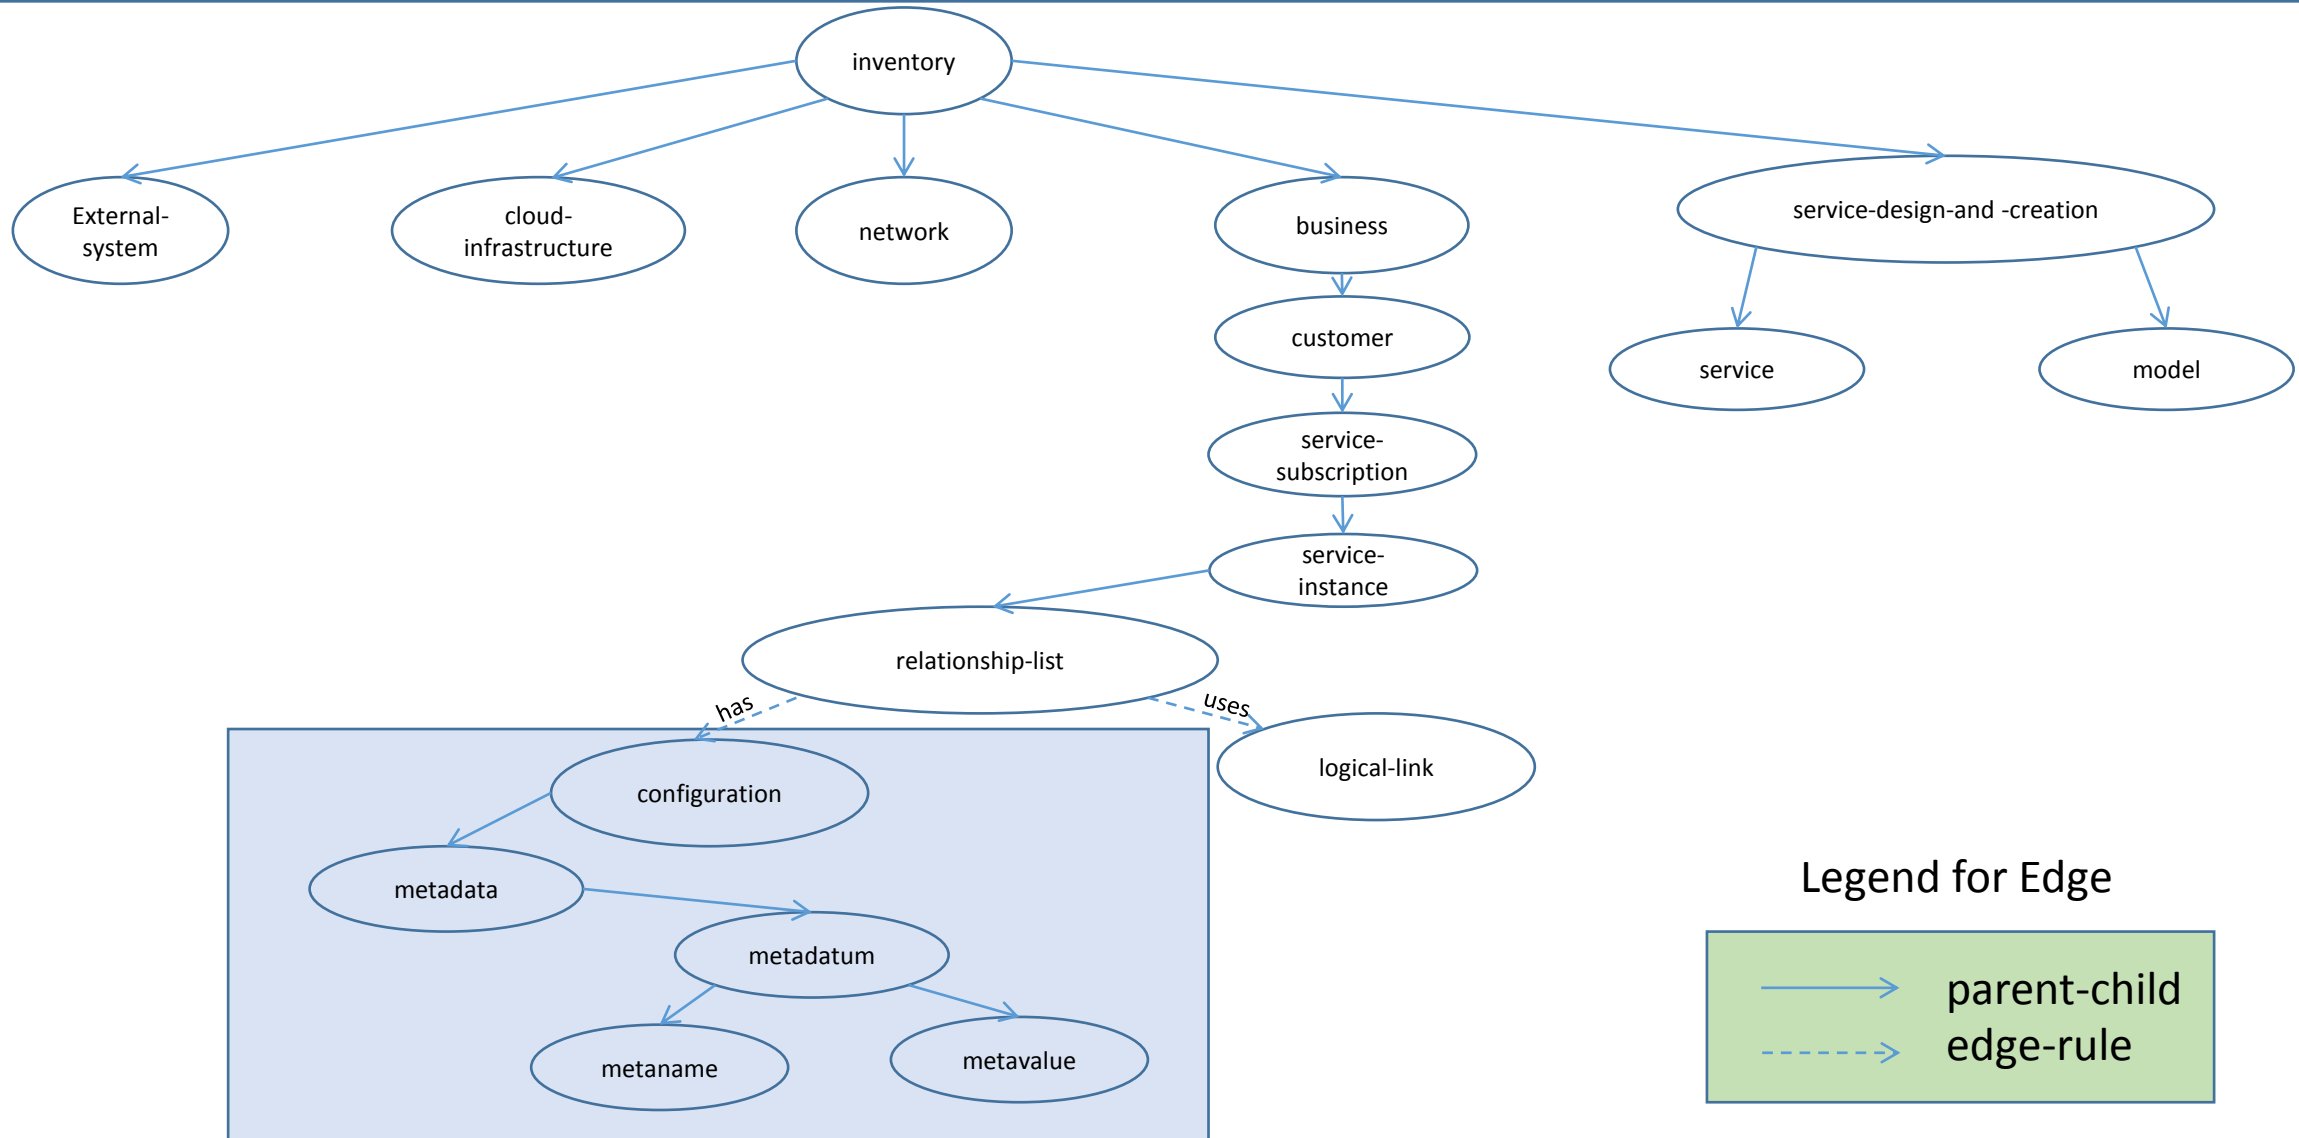 inventory
External-
system
cloud-
infrastructure
network
business
service-design-and -creation
customer
service
model
service-
subscription
service-
instance
relationship-list
has
uses
configuration
logical-link
metadata
metadatum
metaname
metavalue
Legend for Edge
parent-child
edge-rule